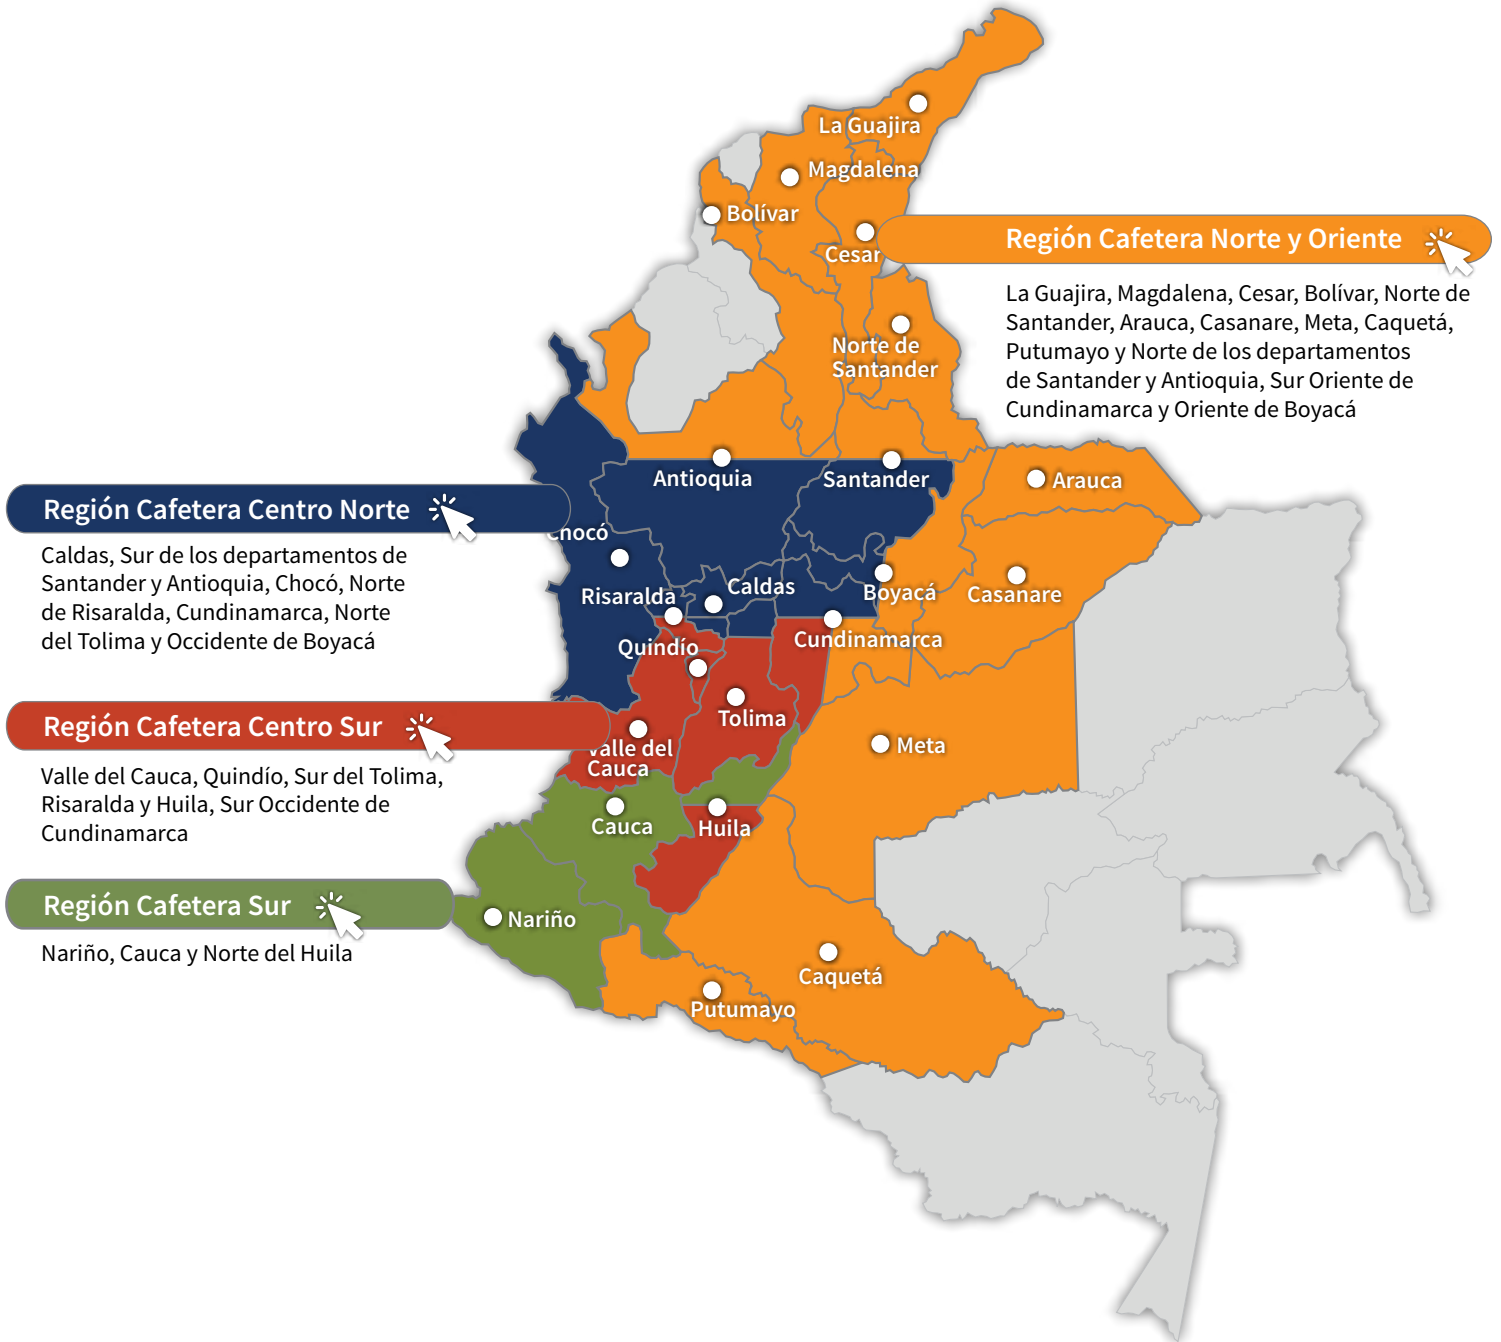 La Guajira
Magdalena
Bolívar
Cesar
Región Cafetera Norte y Oriente
La Guajira, Magdalena, Cesar, Bolívar, Norte de
Santander, Arauca, Casanare, Meta, Caquetá,
Putumayo y Norte de los departamentos
de Santander y Antioquia, Sur Oriente de
Cundinamarca y Oriente de Boyacá
Norte de
Santander
Antioquia
Santander
Arauca
Región Cafetera Centro Norte
Caldas, Sur de los departamentos de
Santander y Antioquia, Chocó, Norte
de Risaralda, Cundinamarca, Norte
del Tolima y Occidente de Boyacá
Chocó
Risaralda
Caldas
Boyacá
Casanare
Quindío
Cundinamarca
Región Cafetera Centro Sur
Valle del Cauca, Quindío, Sur del Tolima,
Risaralda y Huila, Sur Occidente de
Cundinamarca
Tolima
Valle del
Cauca
Meta
Cauca
Huila
Región Cafetera Sur
Nariño, Cauca y Norte del Huila
Nariño
Caquetá
Putumayo